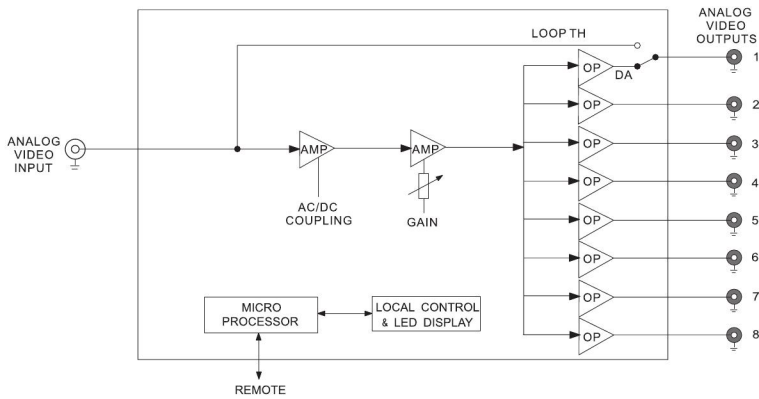 ANALOG
VIDEO
OUTPUTS
LOOP TH
OP
DA
1
OP
2
ANALOG
VIDEO
INPUT
AMP
AMP
OP
3
OP
4
AC/DC
COUPLING
GAIN
OP
5
OP
6
MICRO
PROCESSOR
LOCAL CONTROL
& LED DISPLAY
OP
7
OP
8
REMOTE